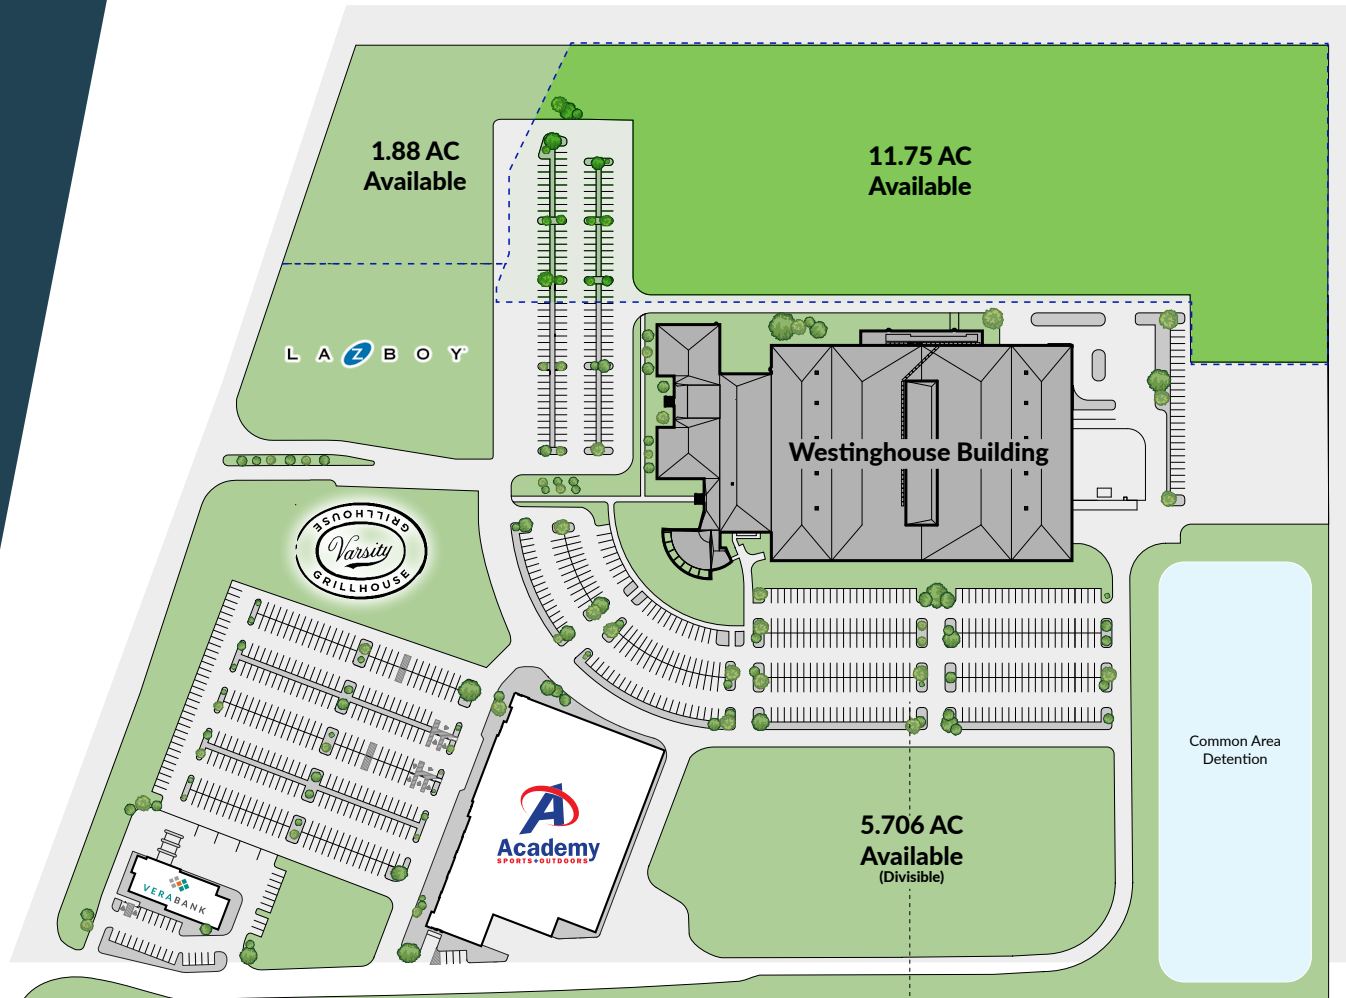 1.88 AC
Available
11.75 AC
Available
LAZBOY
Westinghouse Building
GRILLHOUSE
Varsity
GRILLHOUSE
Common Area
Detention
5.706 AC
Available
(Divisible)
Academy
SPORTS+OUTDOORS
VERABANK